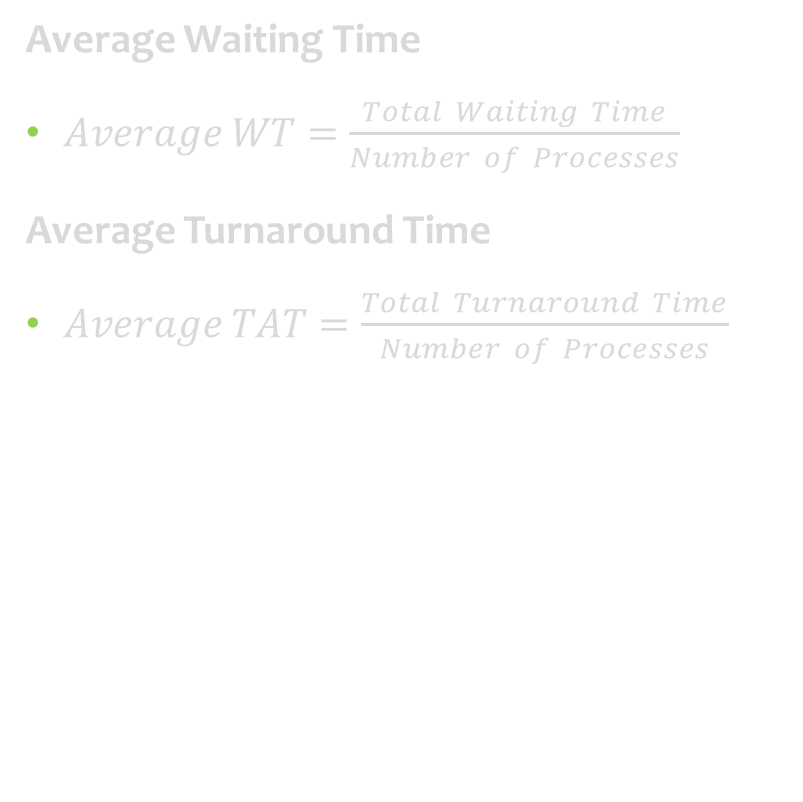 Average Waiting Time
• Average WT = Total Waiting Time / Number of Processes
Average Turnaround Time
• Average TAT = Total Turnaround Time / Number of Processes